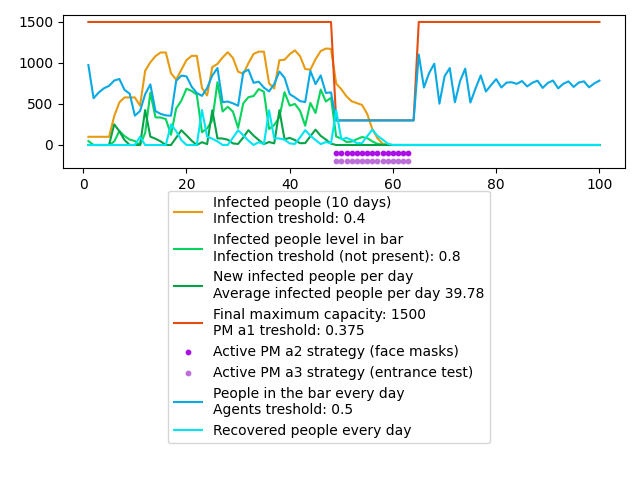 1500
1000
500
0
0 20 40 60 80 100
Infected people (10 days)
Infection treshold: 0.4
Infected people level in bar
Infection treshold (not present): 0.8
New infected people per day
Average infected people per day 39.78
Final maximum capacity: 1500
PM a1 treshold: 0.375
Active PM a2 strategy (face masks)
Active PM a3 strategy (entrance test)
People in the bar every day
Agents treshold: 0.5
Recovered people every day